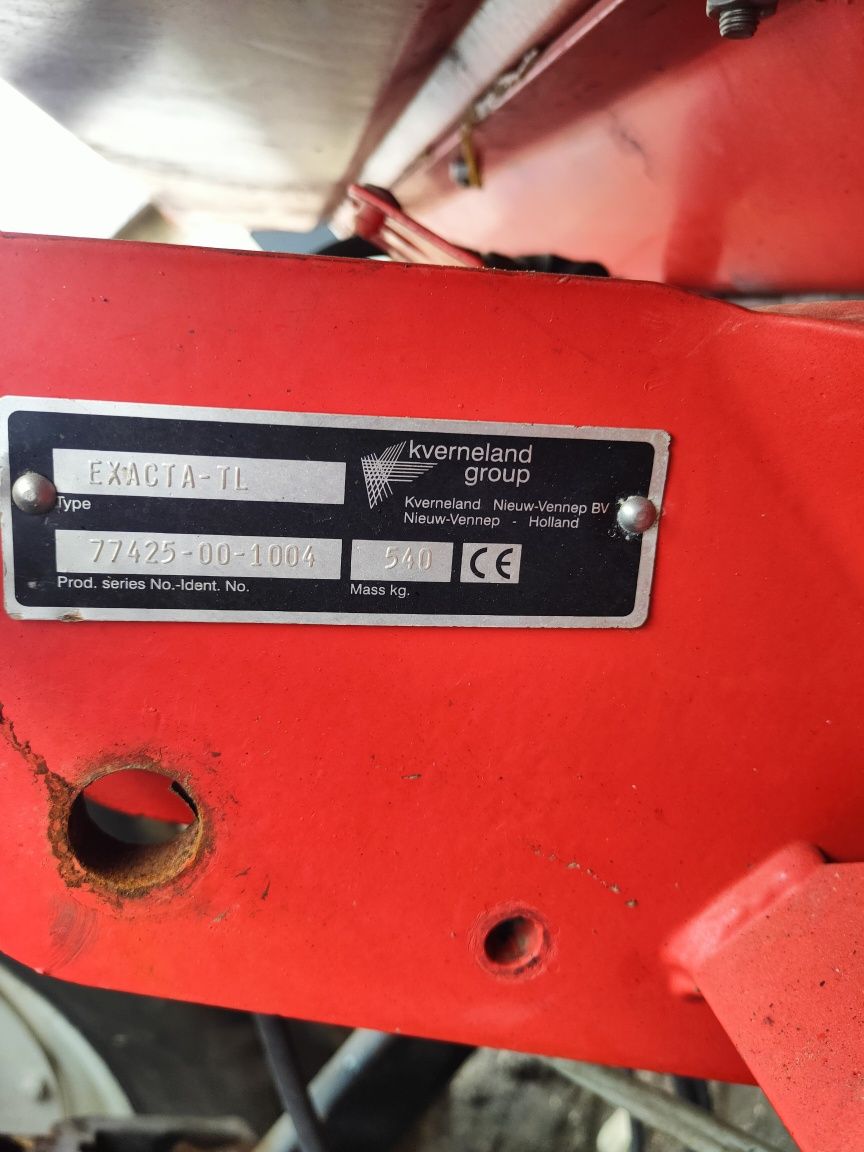 EXACTA-TL
Type
kverneland
group
Kverneland Nieuw-Vennep BV
Nieuw-Vennep - Holland
77425-00-1004
Prod. series No.-Ident. No.
540
Mass kg.
CE